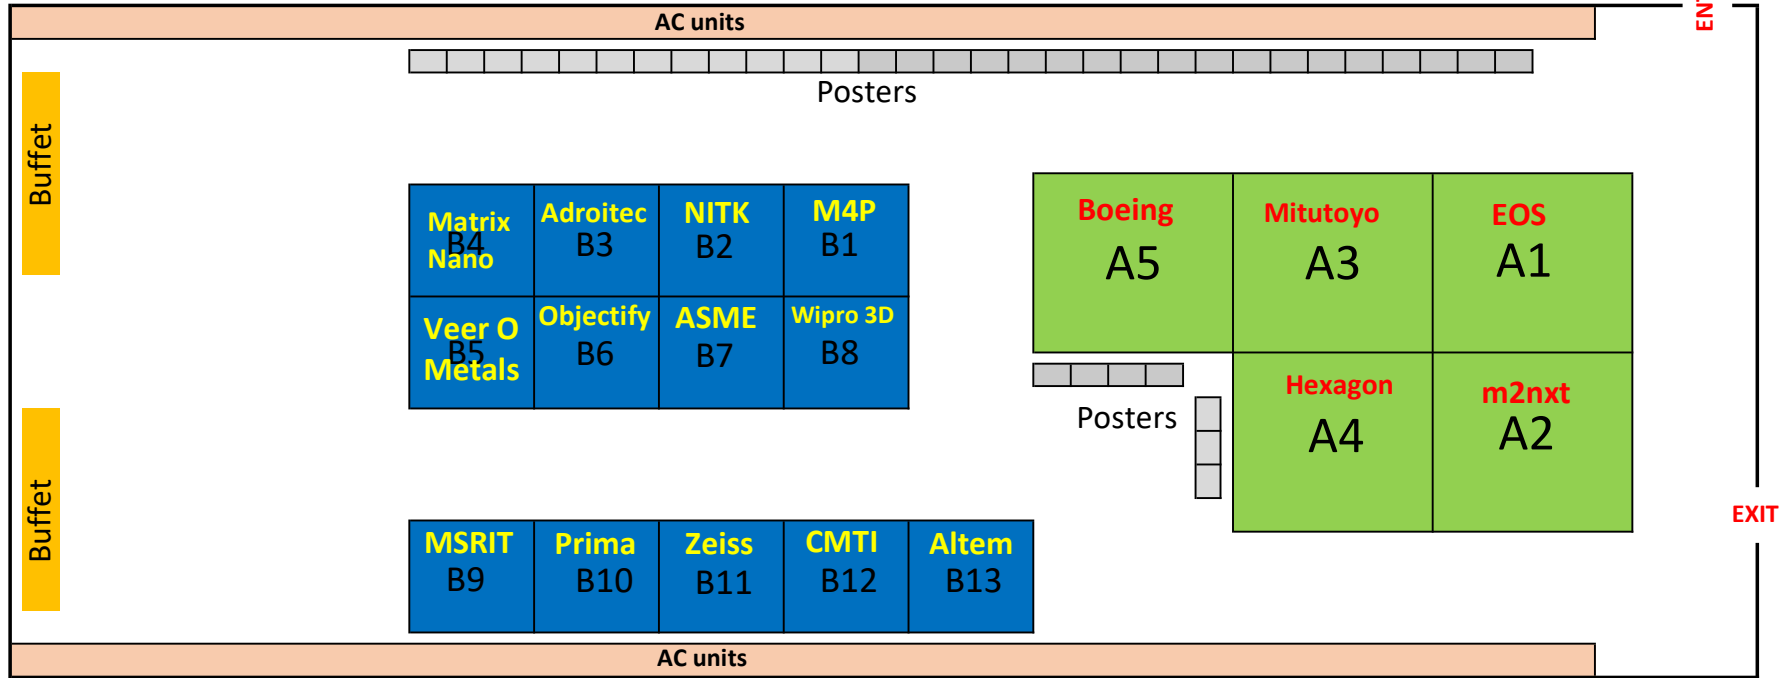 AC units
ENT
Posters
Buffet
Matrix
Nano
B4
Adroitec
B3
NITK
B2
M4P
B1
Boeing
A5
Mitutoyo
A3
EOS
A1
Veer O
Metals
B5
Objectify
B6
ASME
B7
Wipro 3D
B8
Posters
Hexagon
A4
m2nxt
A2
Buffet
EXIT
MSRIT
B9
Prima
B10
Zeiss
B11
CMTI
B12
Altem
B13
AC units